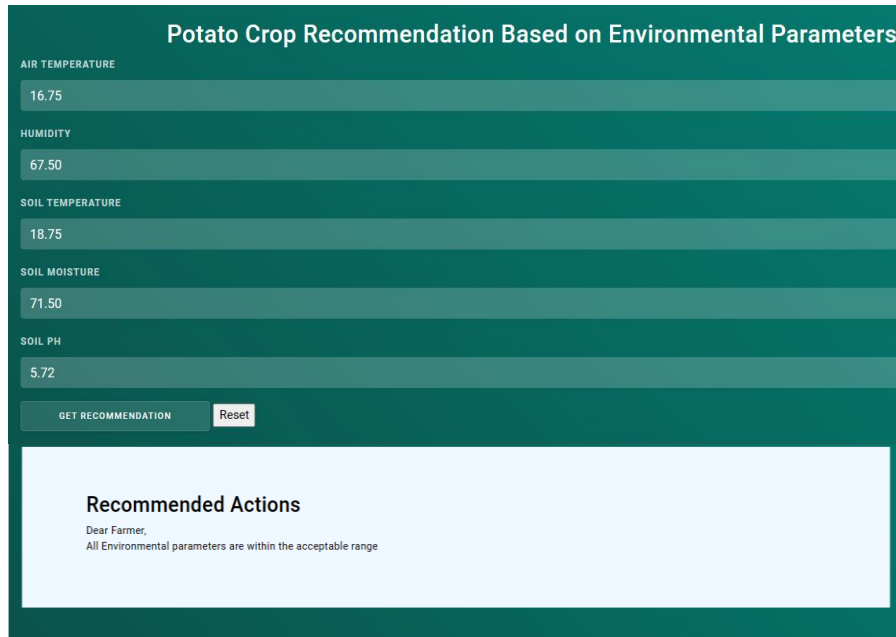 Potato Crop Recommendation Based on Environmental Parameters
AIR TEMPERATURE
16.75
HUMIDITY
67.50
SOIL TEMPERATURE
18.75
SOIL MOISTURE
71.50
SOIL PH
5.72
GET RECOMMENDATION Reset
Recommended Actions
Dear Farmer,
All Environmental parameters are within the acceptable range